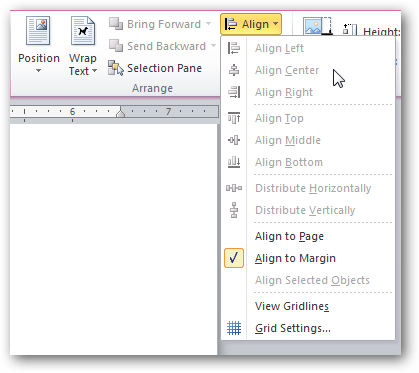 Bring Forward
Align
Height:
Send Backward
Position
Wrap
Text
Selection Pane
Arrange
6
7
Align Left
Align Center
Align Right
Align Top
Align Middle
Align Bottom
Distribute Horizontally
Distribute Vertically
Align to Page
Align to Margin
Align Selected Objects
View Gridlines
Grid Settings...